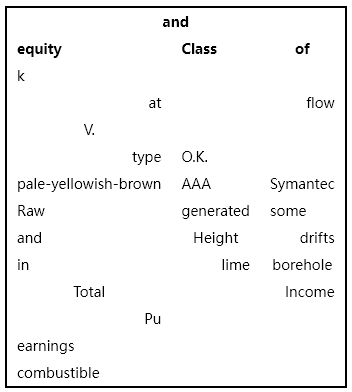 and
equity Class of
k
at flow
V.
type O.K.
pale-yellowish-brown AAA Symantec
Raw generated some
and Height drifts
in lime borehole
Total Income
Pu
earnings
combustible